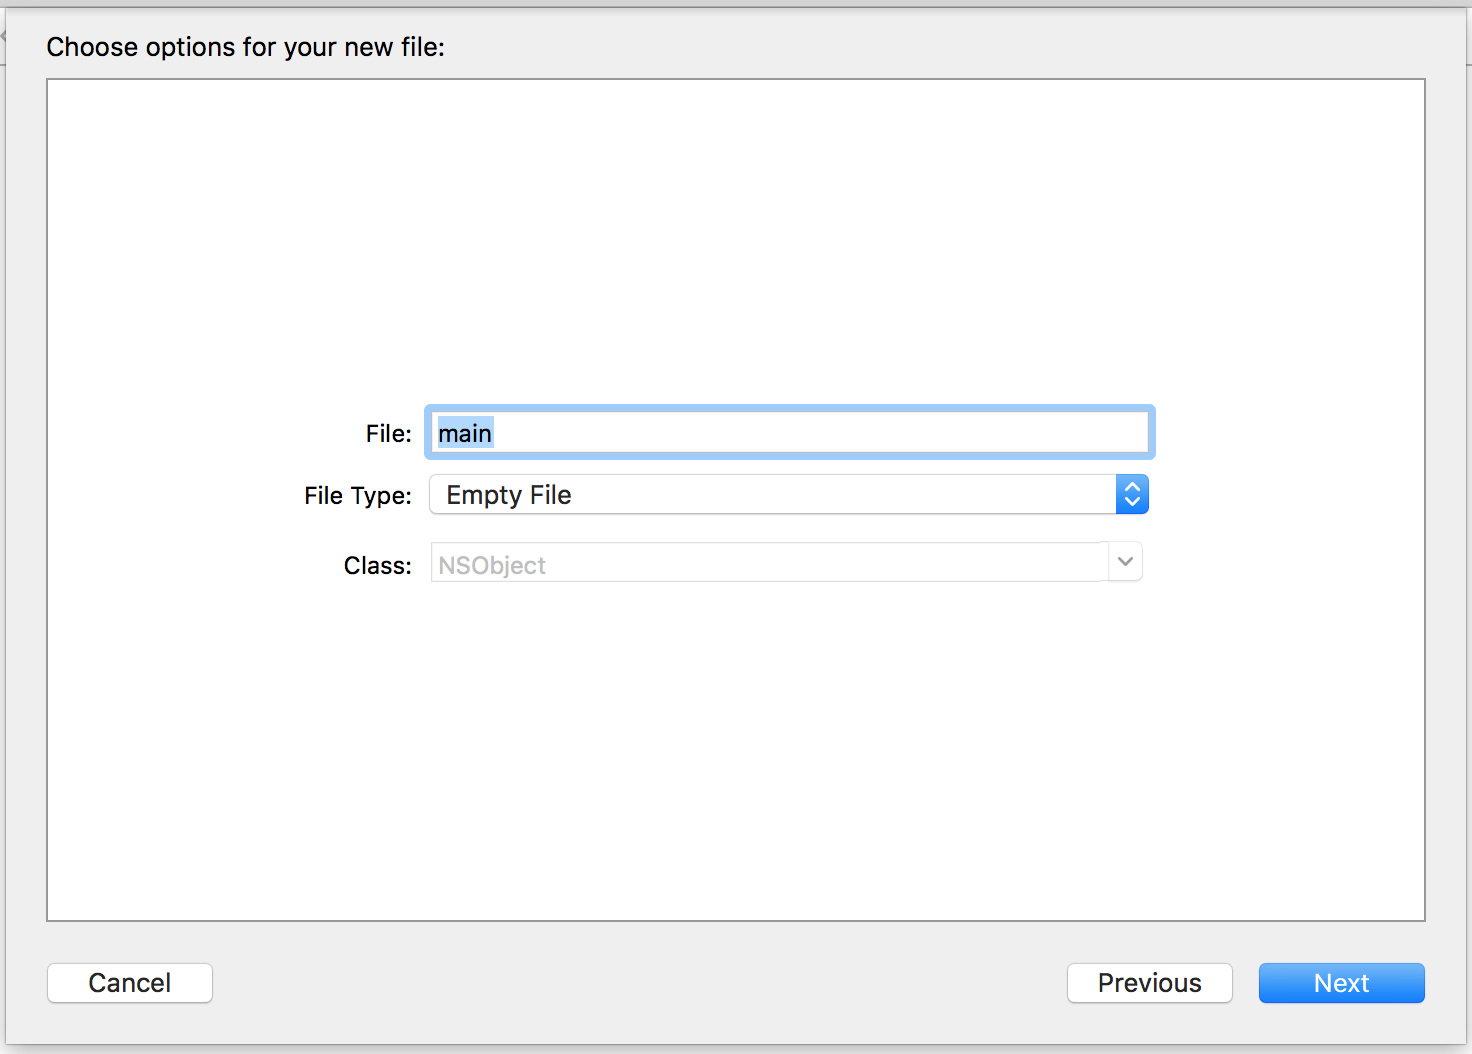 Choose options for your new file:
File: main
File Type: Empty File
Class: NSObject
Cancel Previous Next